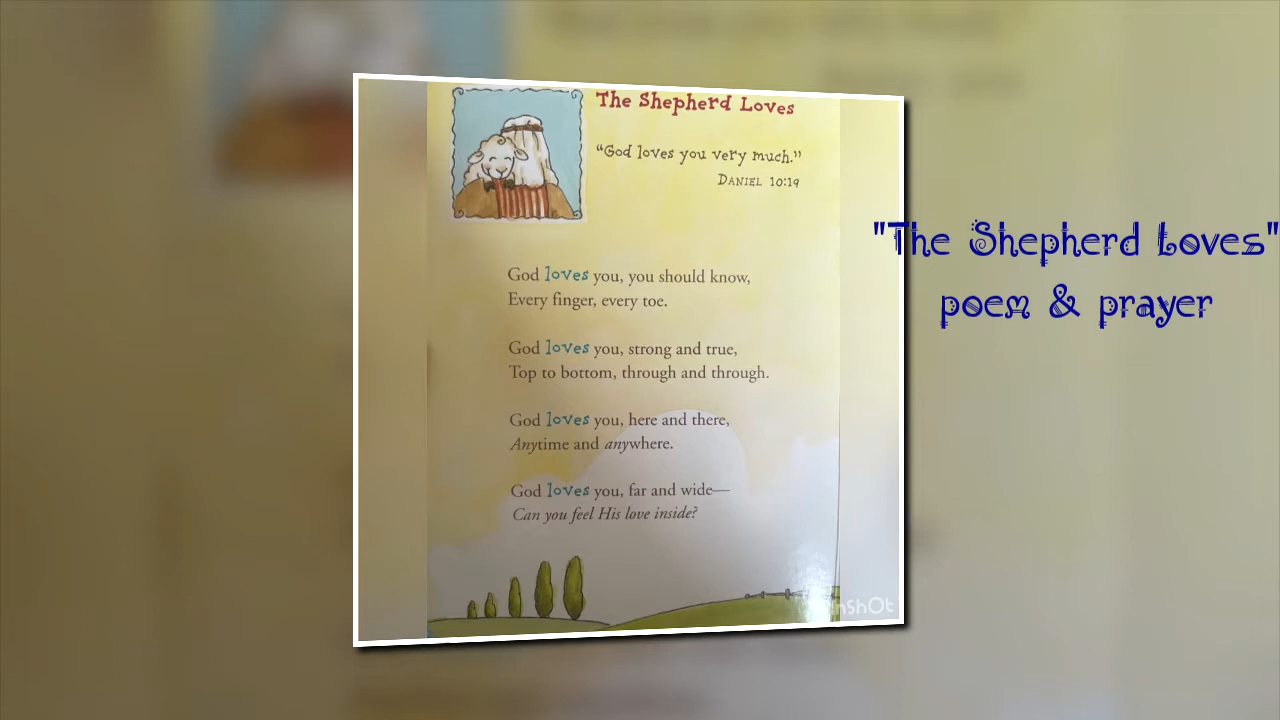 The Shepherd Loves
“God loves you very much.”
Daniel 10:19
God loves you, you should know,
Every finger, every toe.
God loves you, strong and true,
Top to bottom, through and through.
God loves you, here and there,
Anytime and anywhere.
God loves you, far and wide—
Can you feel His love inside?
"The Shepherd Loves"
poem & prayer